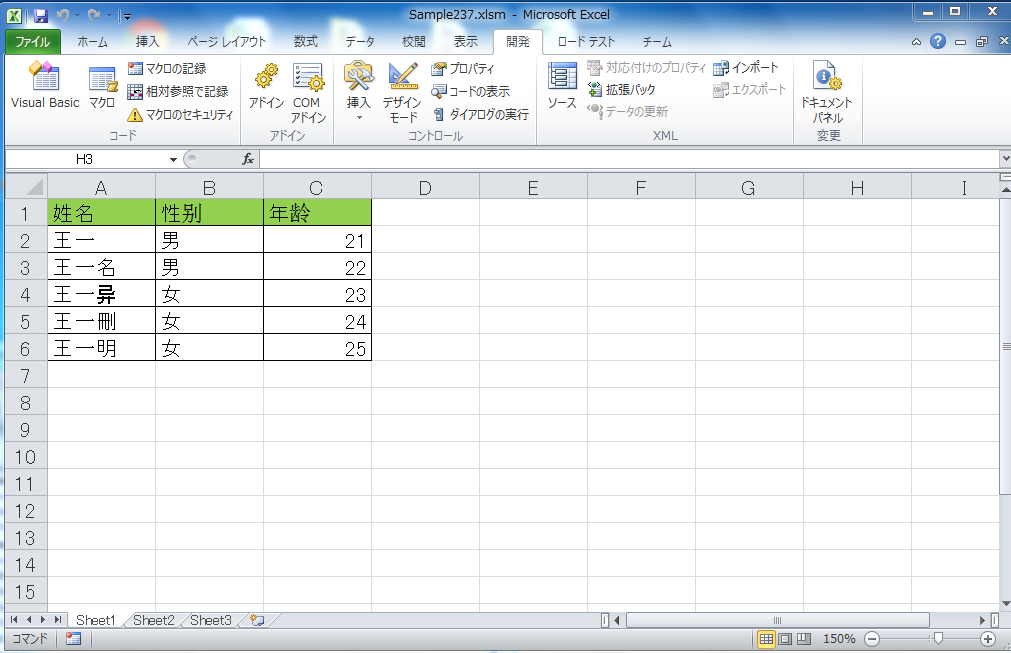 Sample237.xlsm - Microsoft Excel
ファイル ホーム 挿入 ページ レイアウト 数式 データ 校閲 表示 開発 ロード テスト チーム
Visual Basic マクロ マクロの記録 相対参照で記録 マクロのセキュリティ
アドイン COM アドイン 挿入 デザイン モード プロパティ コードの表示 ダイアログの実行
ソース 対応付けのプロパティ 拡張パック データの更新 インポート エクスポート ドキュメント パネル
コード アドイン コントロール XML 変更
H3 fx
A B C D E F G H I
1 姓名 性别 年龄
2 王一 男 21
3 王一名 男 22
4 王一异 女 23
5 王一刪 女 24
6 王一明 女 25
7
8
9
10
11
12
13
14
15
Sheet1 Sheet2 Sheet3
コマンド 150%